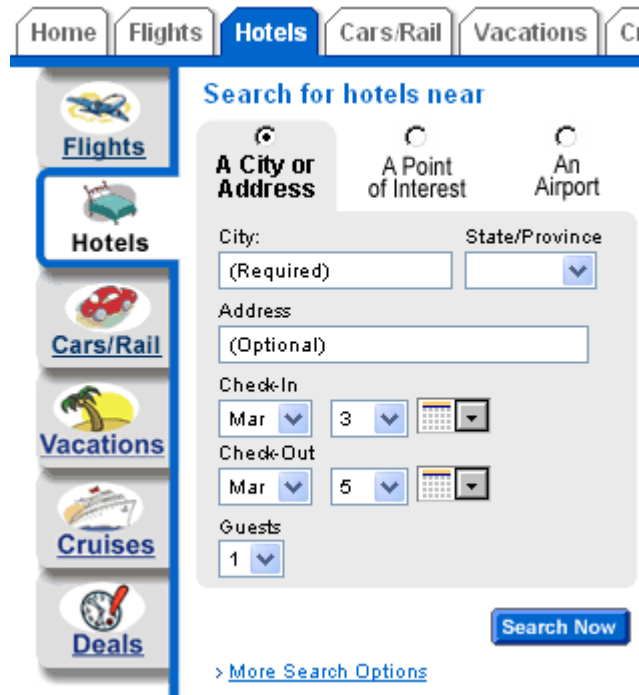 Home Flights Hotels Cars/Rail Vacations
Search for hotels near
A City or Address
A Point of Interest
An Airport
Flights
Hotels
Cars/Rail
Vacations
Cruises
Deals
City: State/Province
(Required)
Address
(Optional)
Check-In
Mar 3
Check-Out
Mar 5
Guests
1
Search Now
> More Search Options